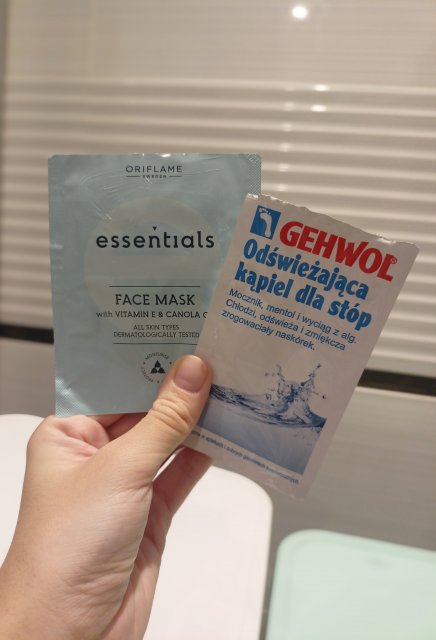 ORIFLAME
SWEDEN
essentials
FACE MASK
with VITAMIN E & CANOLA
ALL SKIN TYPES
DERMATOLOGICALLY TESTED
GEHWOL
Odświeżająca
kąpiel dla stóp
Mocznik, mentol i wyciąg z alg.
Chłodzi, odświeża i zmiękcza
zrogowaciały naskórek.